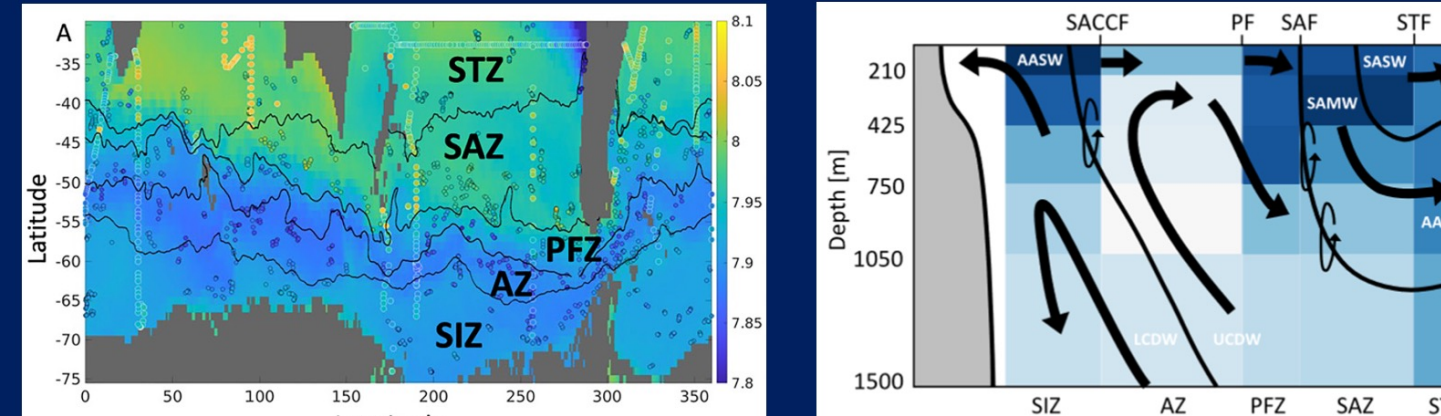 A
8.1
-35
STZ
8.05
-40
-45
SAZ
8
-50
7.95
-55
PFZ
-60
7.9
AZ
-65
7.85
-70
SIZ
-75
7.8
0 50 100 150 200 250 300 350
Latitude
SACCF PF SAF STF
AASW SASW
210
SAMW
425
750
AA
1050
LCDW UCDW
1500
SIZ AZ PFZ SAZ
Depth [m]